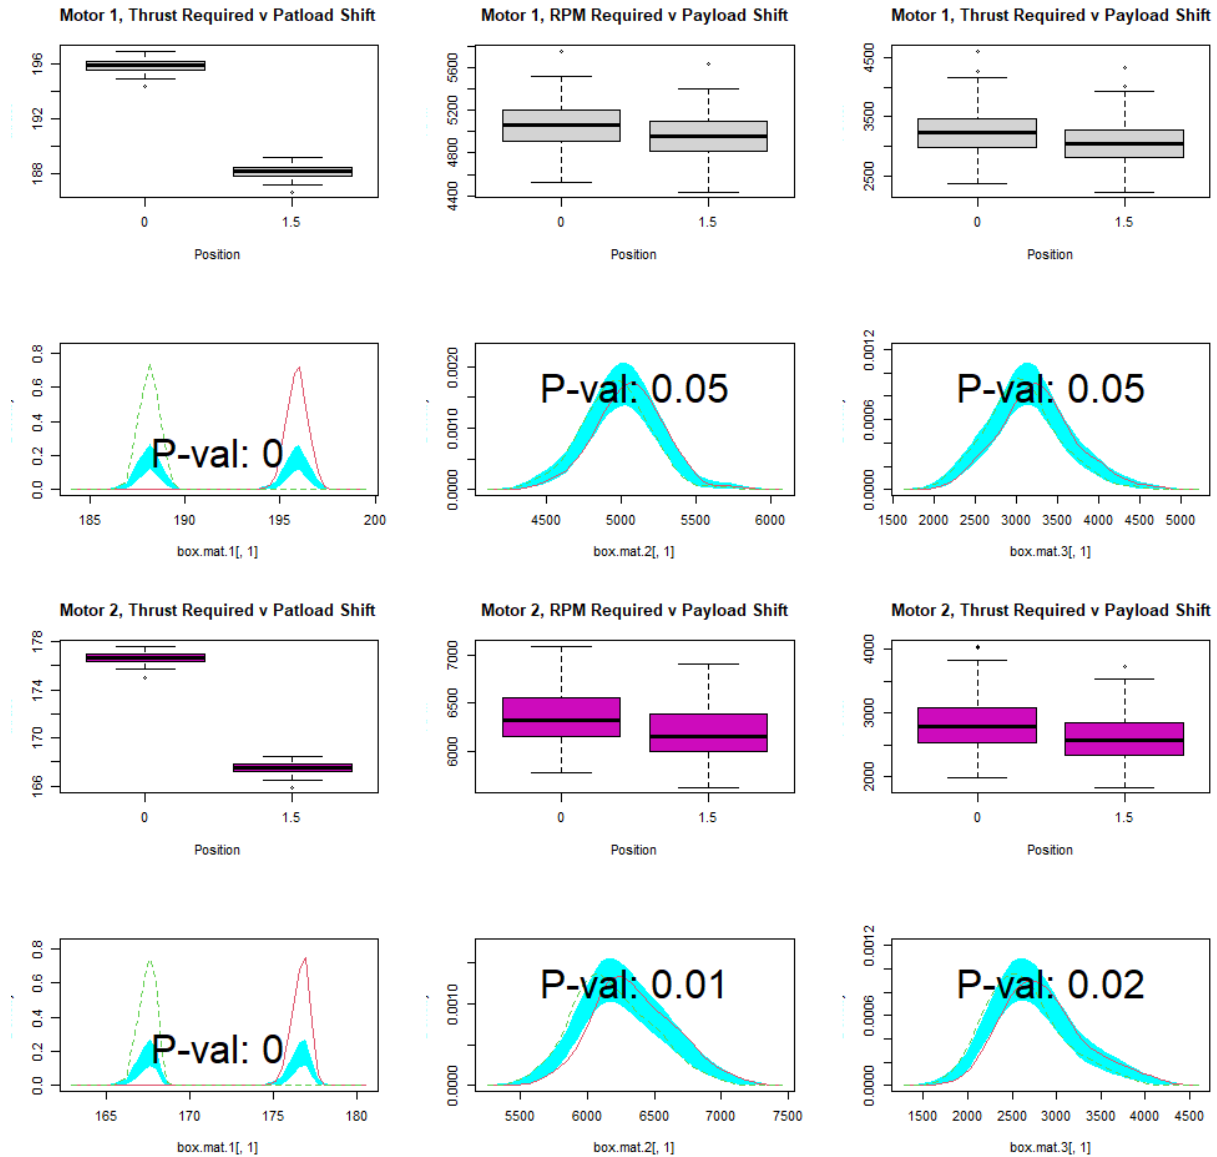 Motor 1, Thrust Required v Patload Shift
Motor 1, RPM Required v Payload Shift
Motor 1, Thrust Required v Payload Shift
188 192 196
0 1.5
Position
4400 4800 5200 5600
0 1.5
Position
2500 3500 4500
0 1.5
Position
0.0 0.2 0.4 0.6 0.8
P-val: 0
185 190 195 200
box.mat.1[, 1]
0.0000 0.0010 0.0020
P-val: 0.05
4500 5000 5500 6000
box.mat.2[, 1]
0.0000 0.0006 0.0012
P-val: 0.05
1500 2000 2500 3000 3500 4000 4500 5000
box.mat.3[, 1]
Motor 2, Thrust Required v Patload Shift
Motor 2, RPM Required v Payload Shift
Motor 2, Thrust Required v Payload Shift
166 170 174 178
0 1.5
Position
6000 6500 7000
0 1.5
Position
2000 3000 4000
0 1.5
Position
0.0 0.2 0.4 0.6 0.8
P-val: 0
165 170 175 180
box.mat.1[, 1]
0.0000 0.0010
P-val: 0.01
5500 6000 6500 7000 7500
box.mat.2[, 1]
0.0000 0.0006 0.0012
P-val: 0.02
1500 2000 2500 3000 3500 4000 4500
box.mat.3[, 1]